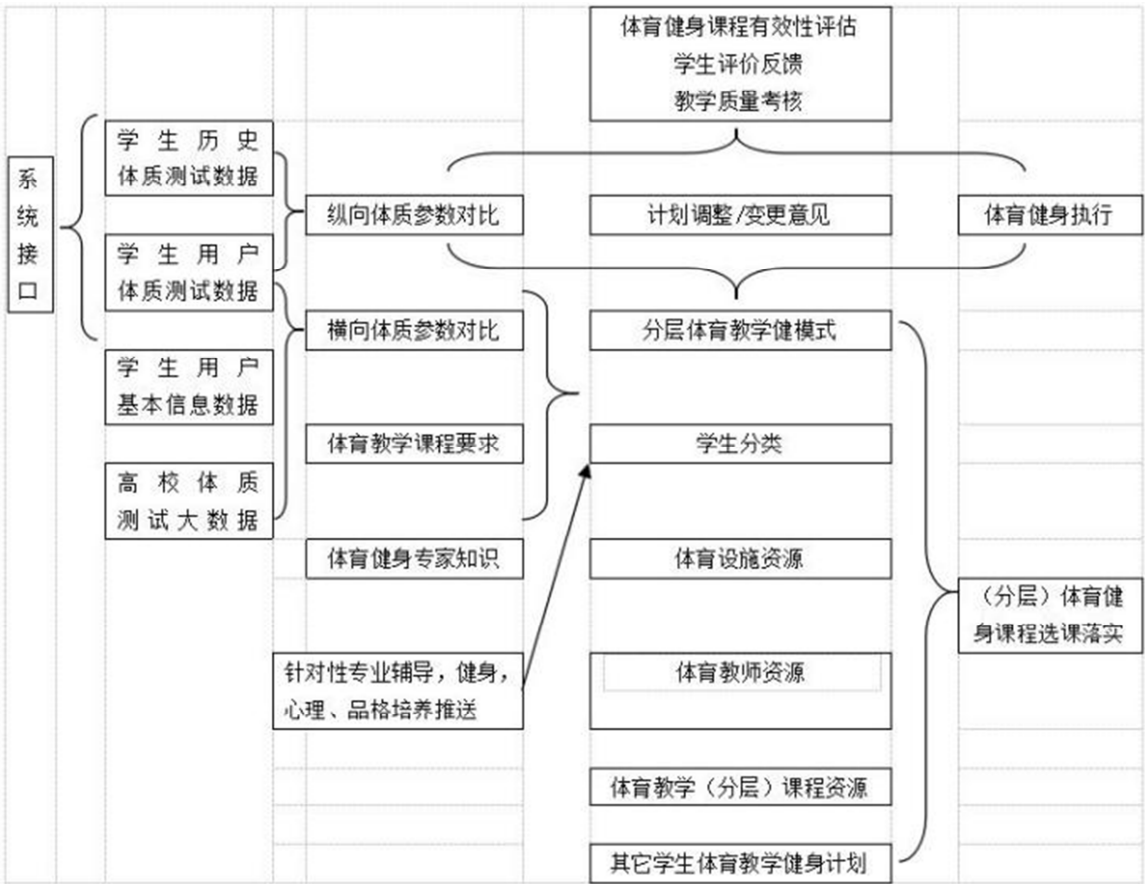 体育健身课程有效性评估
学生评价反馈
教学质量考核
系
统
接
口
学生历史
体质测试数据
学生用户
体质测试数据
学生用户
基本信息数据
高校体质
测试大数据
纵向体质参数对比
横向体质参数对比
体育教学课程要求
体育健身专家知识
针对性专业辅导，健身，
心理、品格培养推送
计划调整/变更意见
分层体育教学健模式
学生分类
体育设施资源
体育教师资源
体育教学（分层）课程资源
其它学生体育教学健身计划
体育健身执行
（分层）体育健
身课程选课落实